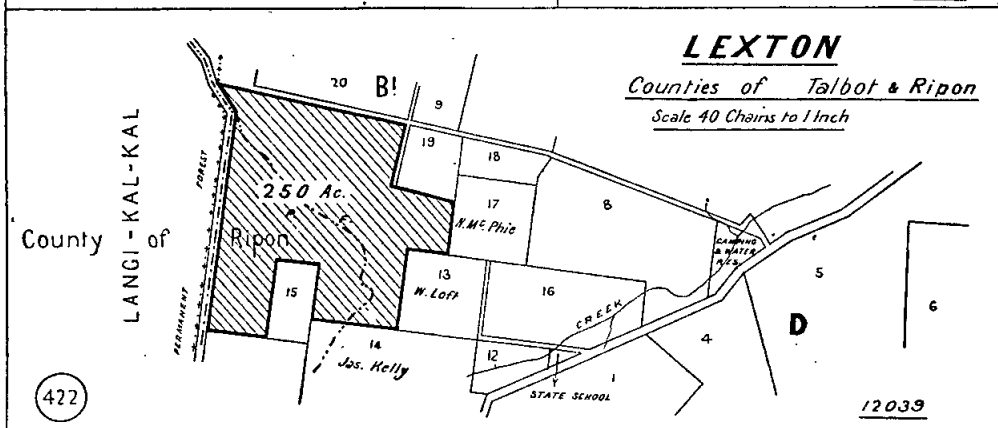 LEXTON
Counties of Talbot & Ripon
Scale 40 Chains to 1 Inch
20
B!
9
19
18
17
N. McPhie
8
CAMPING
& WATER
RES.
5
6
D
4
1
FOREST
PERMANENT
LANGI-KAL-KAL
250 Ac.
County of Ripon
15
13
W. Loft
16
CREEK
14
Jas. Kelly
12
STATE SCHOOL
422
12039